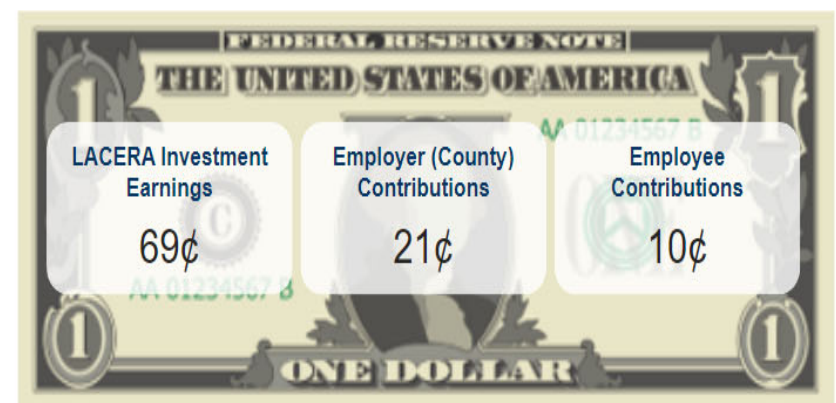 FEDERAL RESERVE NOTE
THE UNITED STATES OF AMERICA
1
1
AA 01234567 B
LACERA Investment
Earnings
69¢
Employer (County)
Contributions
21¢
Employee
Contributions
10¢
C
AA 01234567 B
1
1
ONE DOLLAR